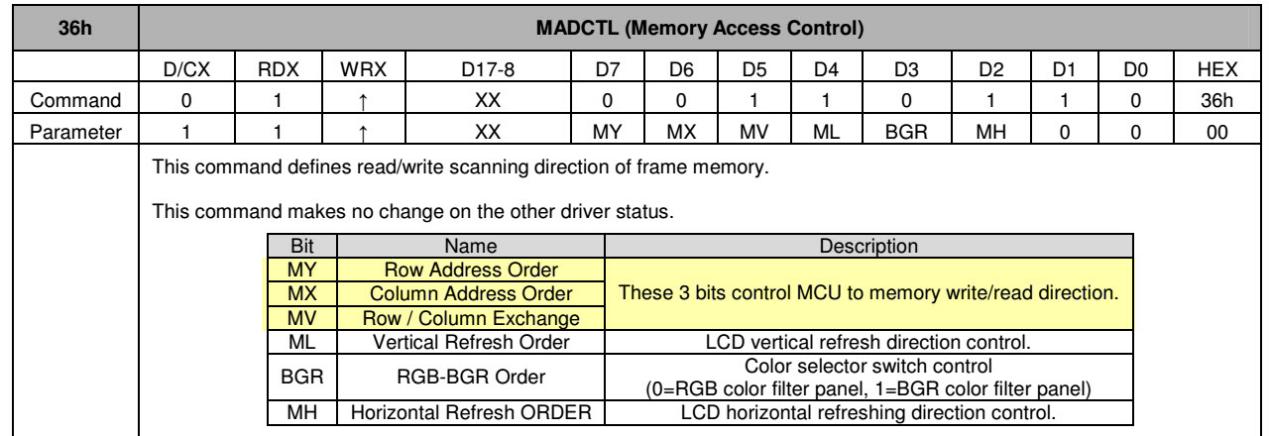 36h MADCTL (Memory Access Control)
D/CX RDX WRX D17-8 D7 D6 D5 D4 D3 D2 D1 D0 HEX
Command 0 1 ↑ XX 0 0 1 1 0 1 1 0 36h
Parameter 1 1 ↑ XX MY MX MV ML BGR MH 0 0 00
This command defines read/write scanning direction of frame memory.
This command makes no change on the other driver status.
Bit Name Description
MY Row Address Order
MX Column Address Order These 3 bits control MCU to memory write/read direction.
MV Row / Column Exchange
ML Vertical Refresh Order LCD vertical refresh direction control.
BGR RGB-BGR Order Color selector switch control
(0=RGB color filter panel, 1=BGR color filter panel)
MH Horizontal Refresh ORDER LCD horizontal refreshing direction control.